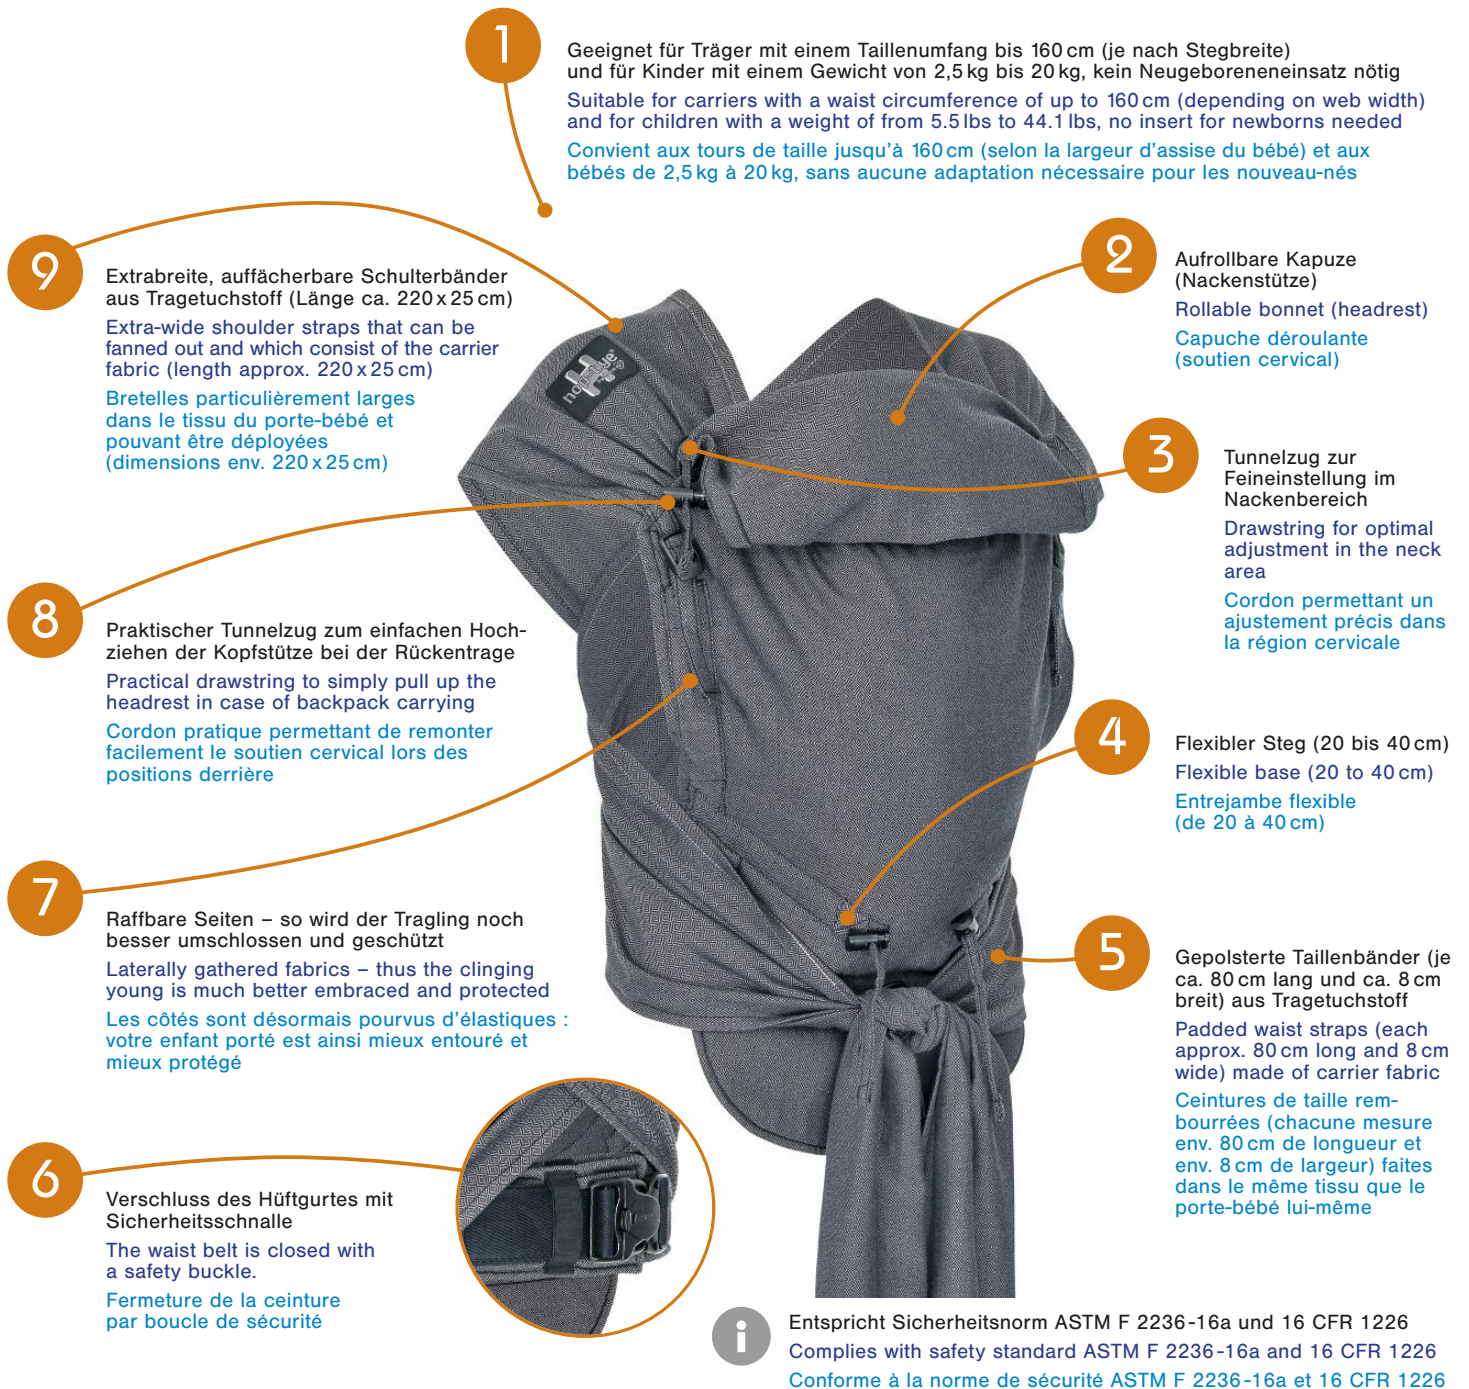 1
Geeignet für Träger mit einem Taillenumfang bis 160 cm (je nach Stegbreite)
und für Kinder mit einem Gewicht von 2,5 kg bis 20 kg, kein Neugeboreneneinsatz nötig
Suitable for carriers with a waist circumference of up to 160 cm (depending on web width)
and for children with a weight of from 5.5 lbs to 44.1 lbs, no insert for newborns needed
Convient aux tours de taille jusqu'à 160 cm (selon la largeur d'assise du bébé) et aux
bébés de 2,5 kg à 20 kg, sans aucune adaptation nécessaire pour les nouveau-nés
2
Aufrollbare Kapuze
(Nackenstütze)
Rollable bonnet (headrest)
Capuche déroulante
(soutien cervical)
3
Tunnelzug zur
Feineinstellung im
Nackenbereich
Drawstring for optimal
adjustment in the neck
area
Cordon permettant un
ajustement précis dans
la région cervicale
4
Flexibler Steg (20 bis 40 cm)
Flexible base (20 to 40 cm)
Entrejambe flexible
(de 20 à 40 cm)
5
Gepolsterte Taillenbänder (je
ca. 80 cm lang und ca. 8 cm
breit) aus Tragetuchstoff
Padded waist straps (each
approx. 80 cm long and 8 cm
wide) made of carrier fabric
Ceintures de taille rem-
bourrées (chacune mesure
env. 80 cm de longueur et
env. 8 cm de largeur) faites
dans le même tissu que le
porte-bébé lui-même
6
Verschluss des Hüftgurtes mit
Sicherheitsschnalle
The waist belt is closed with
a safety buckle.
Fermeture de la ceinture
par boucle de sécurité
7
Raffbare Seiten – so wird der Tragling noch
besser umschlossen und geschützt
Laterally gathered fabrics – thus the clinging
young is much better embraced and protected
Les côtés sont désormais pourvus d'élastiques :
votre enfant porté est ainsi mieux entouré et
mieux protégé
8
Praktischer Tunnelzug zum einfachen Hoch-
ziehen der Kopfstütze bei der Rückentrage
Practical drawstring to simply pull up the
headrest in case of backpack carrying
Cordon pratique permettant de remonter
facilement le soutien cervical lors des
positions derrière
9
Extrabreite, auffächerbare Schulterbänder
aus Tragetuchstoff (Länge ca. 220 x 25 cm)
Extra-wide shoulder straps that can be
fanned out and which consist of the carrier
fabric (length approx. 220 x 25 cm)
Bretelles particulièrement larges
dans le tissu du porte-bébé et
pouvant être déployées
(dimensions env. 220 x 25 cm)
i
Entspricht Sicherheitsnorm ASTM F 2236-16a und 16 CFR 1226
Complies with safety standard ASTM F 2236-16a and 16 CFR 1226
Conforme à la norme de sécurité ASTM F 2236-16a et 16 CFR 1226